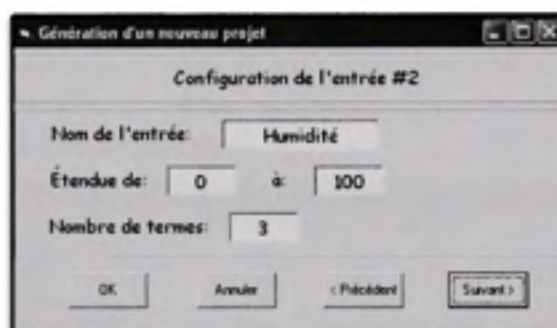 Génération d'un nouveau projet
Configuration de l'entrée #2
Nom de l'entrée: Humidité
Étendue de: 0 à: 100
Nombre de termes: 3
OK Annuler < Précédent Suivant >